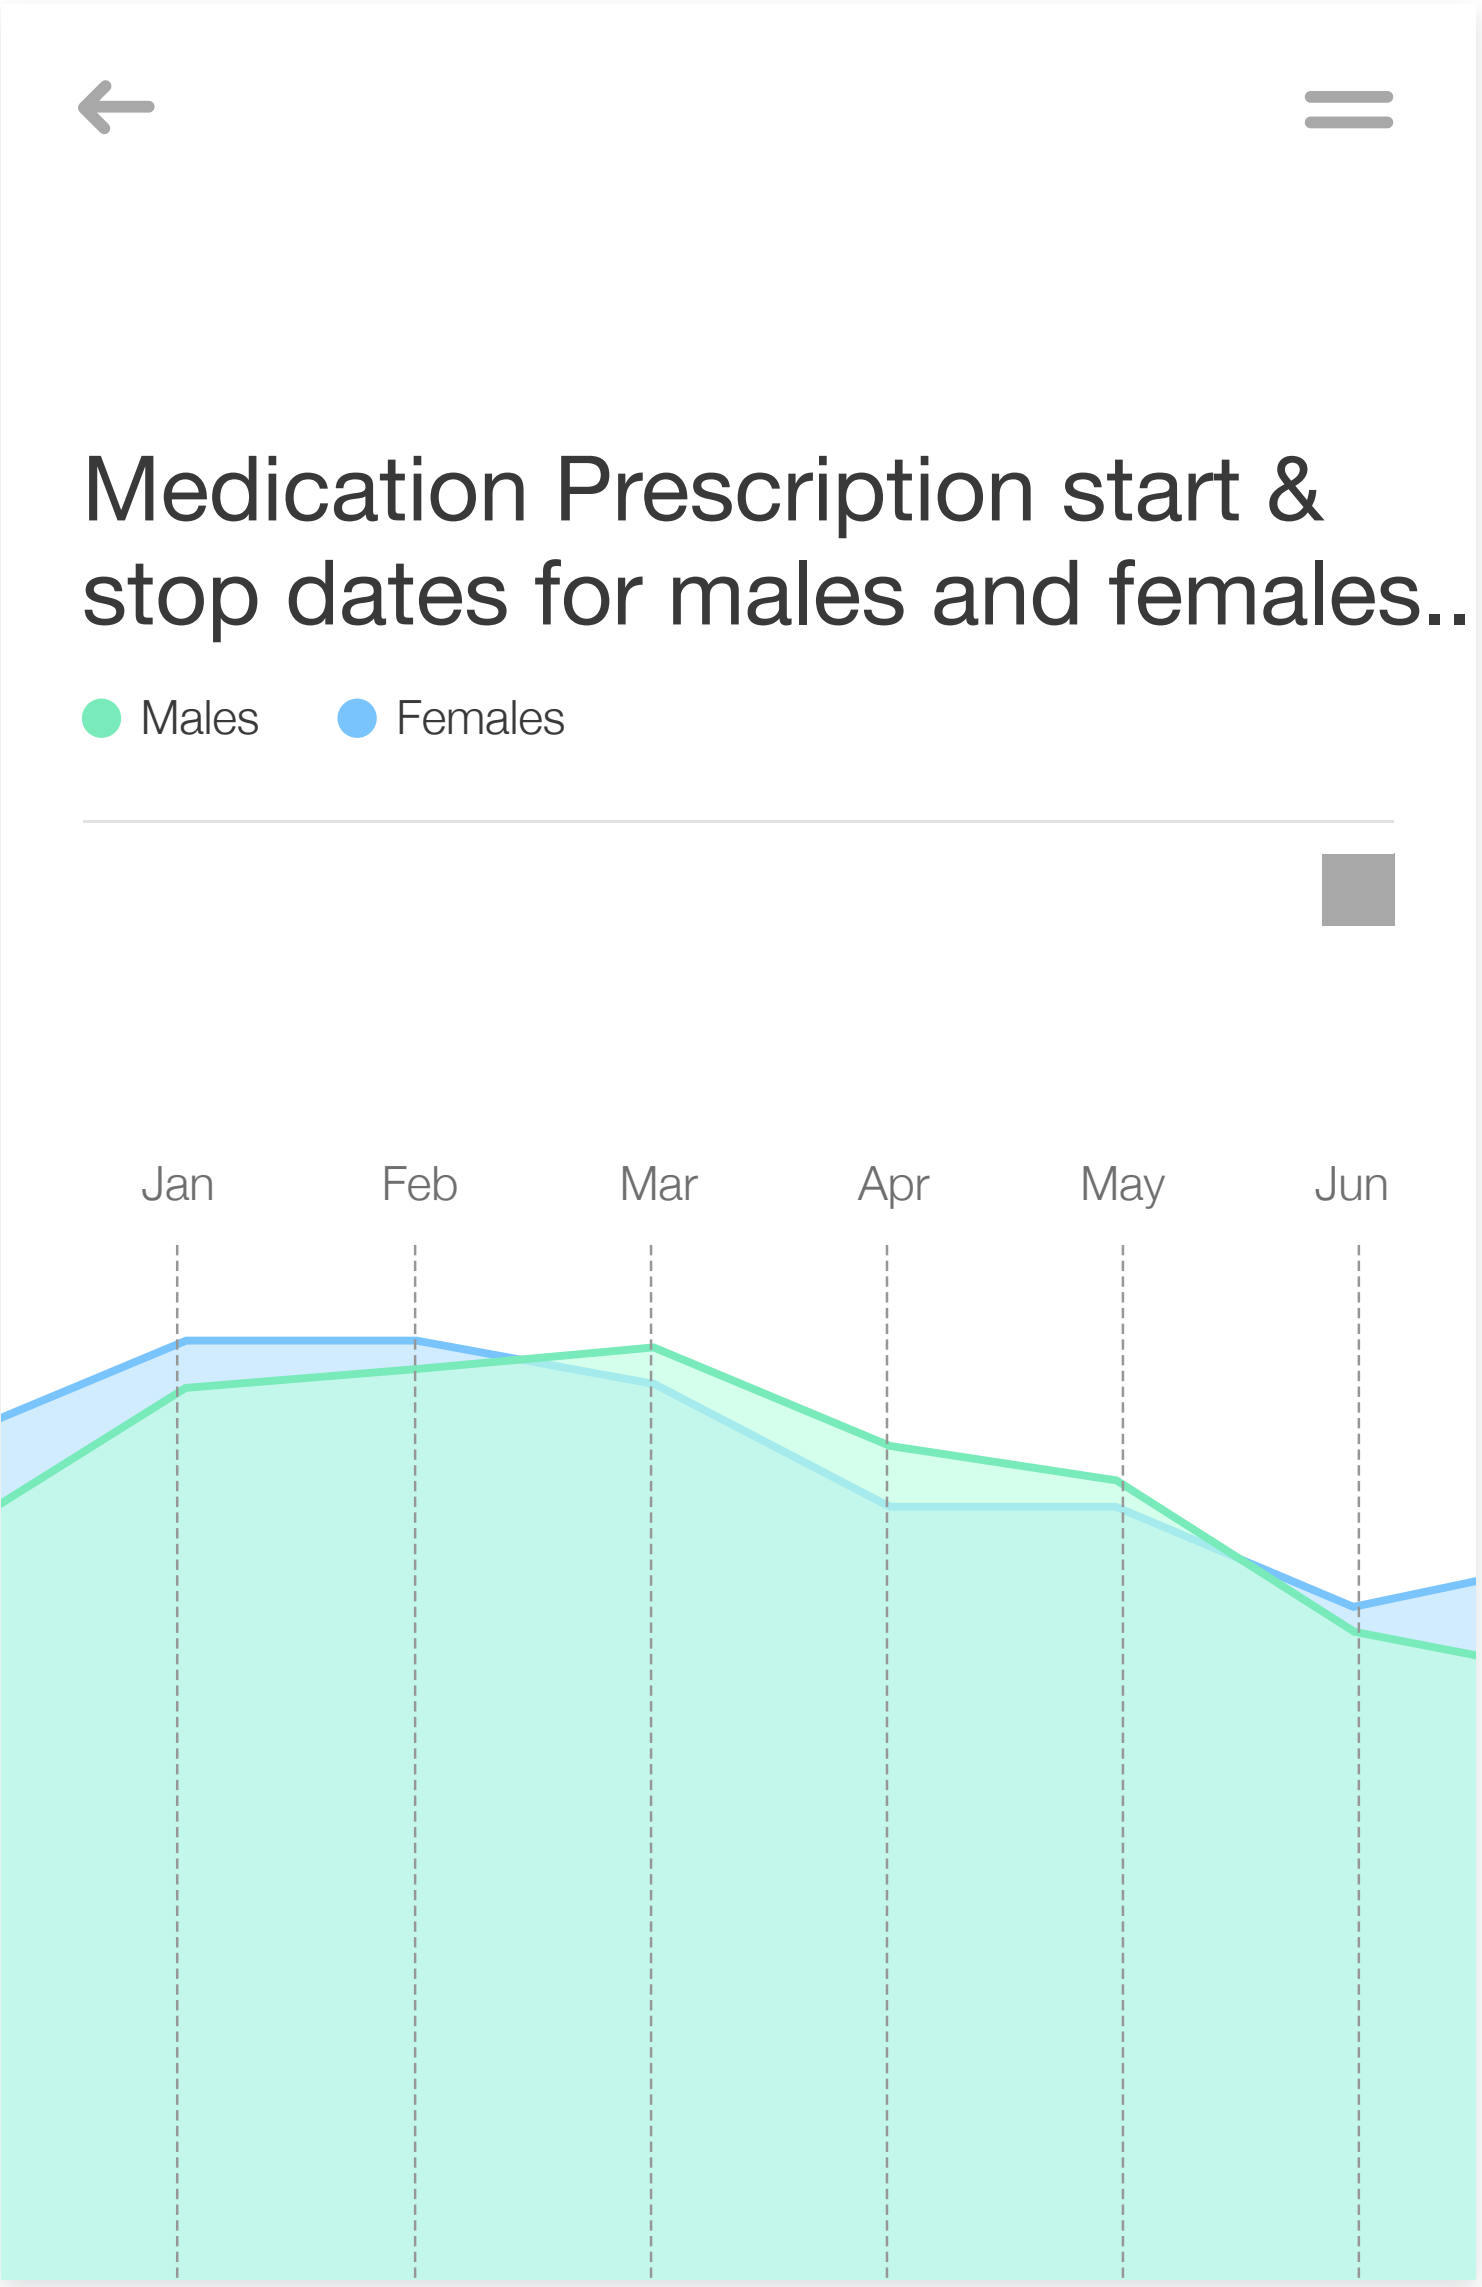 Medication Prescription start &
stop dates for males and females..
Males Females
Jan Feb Mar Apr May Jun